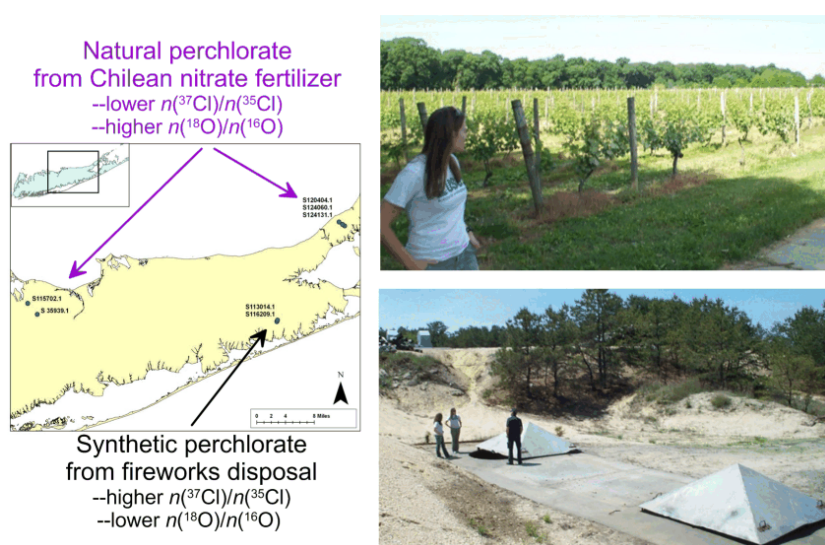 Natural perchlorate
from Chilean nitrate fertilizer
--lower n(³⁷Cl)/n(³⁵Cl)
--higher n(¹⁸O)/n(¹⁶O)
S120404.1
S124060.1
S124131.1
S115702.1
S 35939.1
S113014.1
S116209.1
N
0 2 4 8 Miles
Synthetic perchlorate
from fireworks disposal
--higher n(³⁷Cl)/n(³⁵Cl)
--lower n(¹⁸O)/n(¹⁶O)